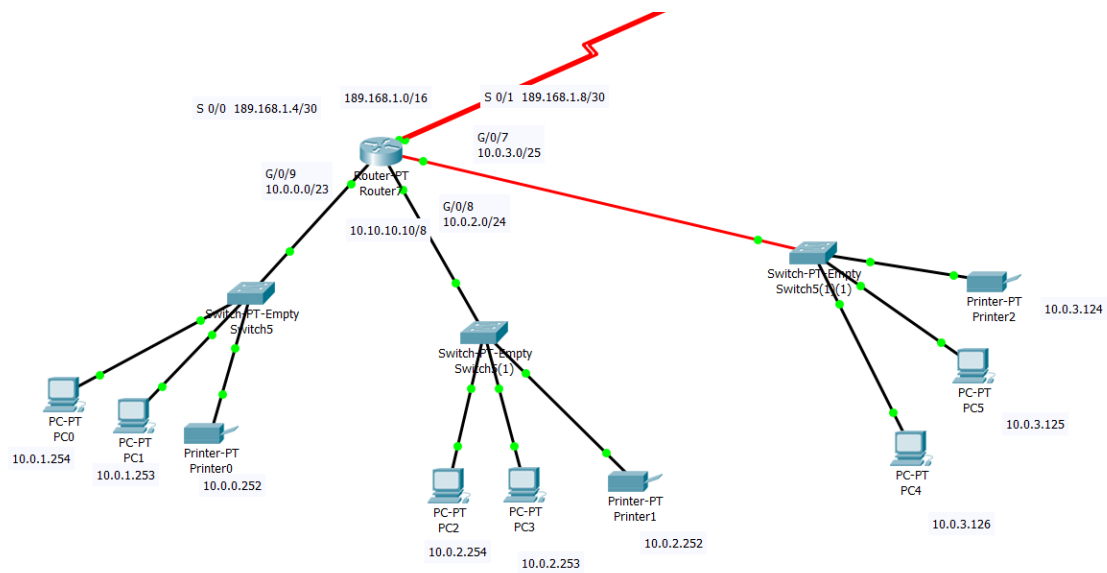 189.168.1.0/16
S 0/0 189.168.1.4/30
S 0/1 189.168.1.8/30
G/0/7
10.0.3.0/25
Router-PT
Router7
G/0/9
10.0.0.0/23
G/0/8
10.0.2.0/24
10.10.10.10/8
Switch-PT-Empty
Switch5
Switch-PT-Empty
Switch5(1)
Switch-PT-Empty
Switch5(1)(1)
Printer-PT
Printer2
10.0.3.124
PC-PT
PC5
10.0.3.125
PC-PT
PC4
10.0.3.126
PC-PT
PC0
10.0.1.254
PC-PT
PC1
10.0.1.253
Printer-PT
Printer0
10.0.0.252
PC-PT
PC2
10.0.2.254
PC-PT
PC3
10.0.2.253
Printer-PT
Printer1
10.0.2.252